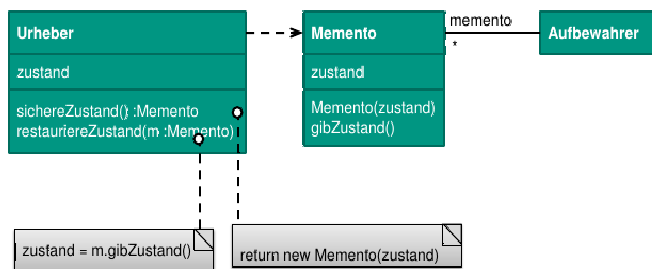 Urheber
zustand
sichereZustand() :Memento
restauriereZustand(m :Memento)
Memento
zustand
Memento(zustand)
gibZustand()
memento
*
Aufbewahrer
zustand = m.gibZustand()
return new Memento(zustand)